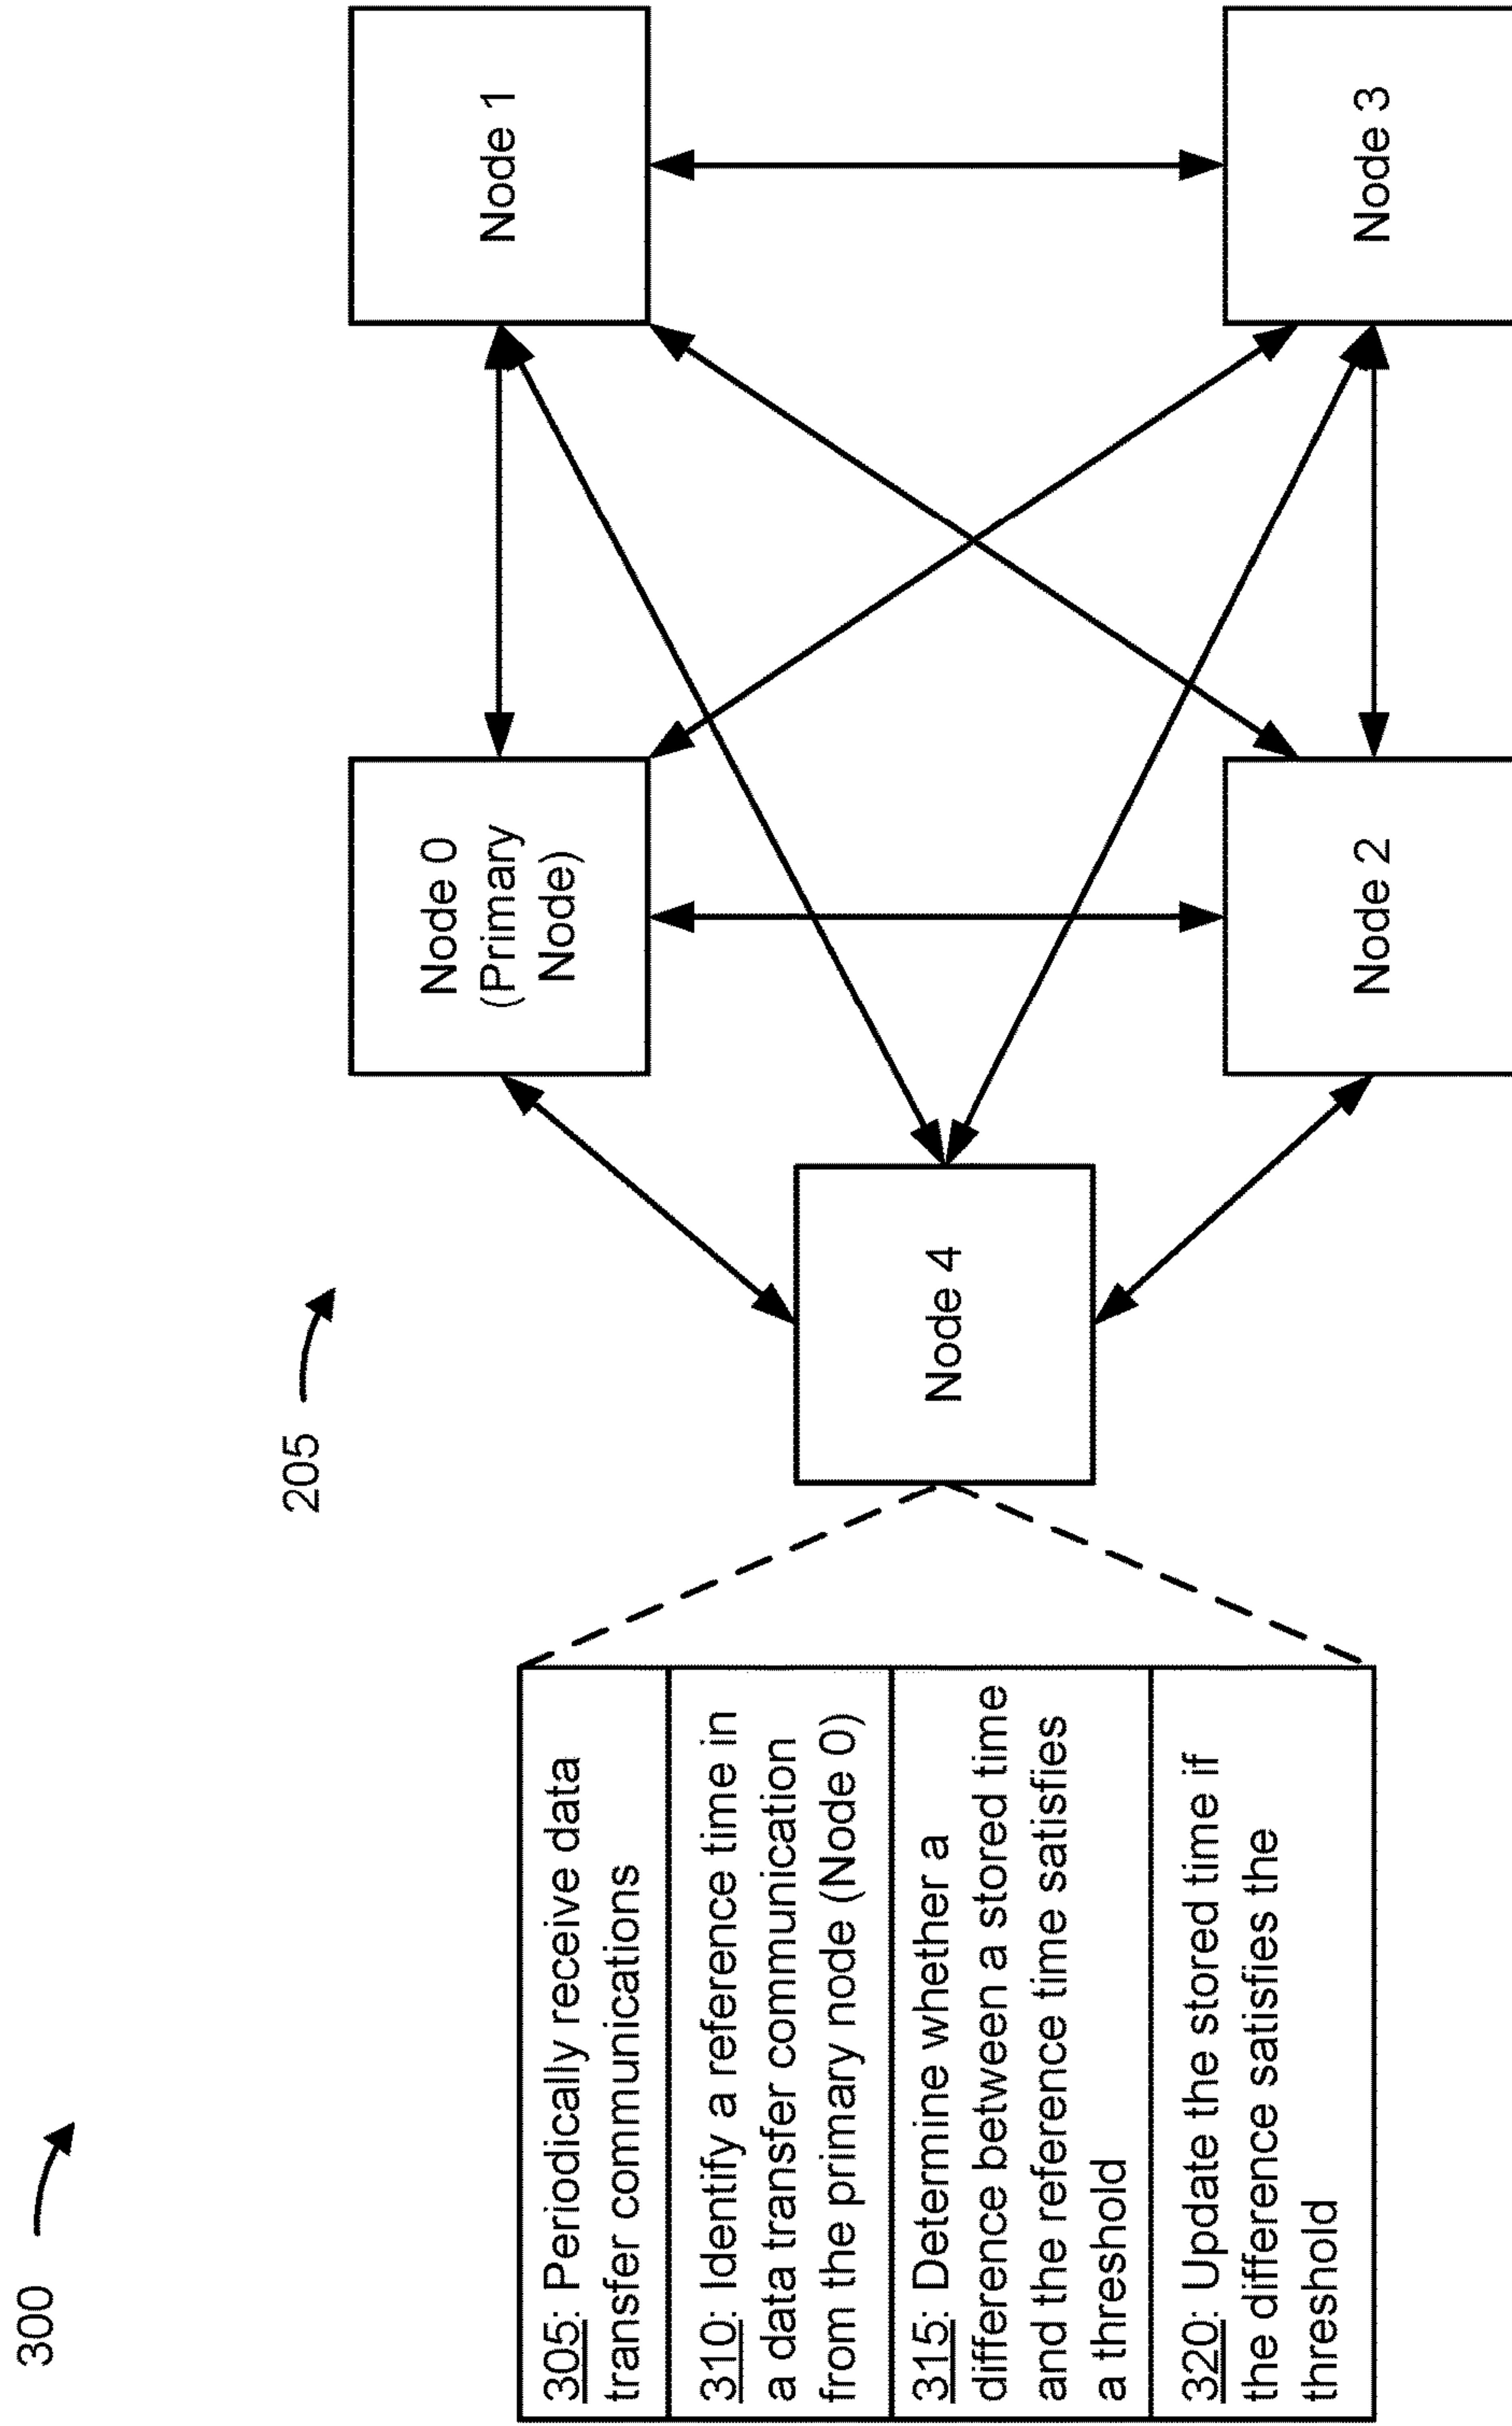 300
205
305: Periodically receive data
transfer communications
310: Identify a reference time in
a data transfer communication
from the primary node (Node 0)
315: Determine whether a
difference between a stored time
and the reference time satisfies
a threshold
320: Update the stored time if
the difference satisfies the
threshold
Node 4
Node 0
(Primary
Node)
Node 1
Node 2
Node 3